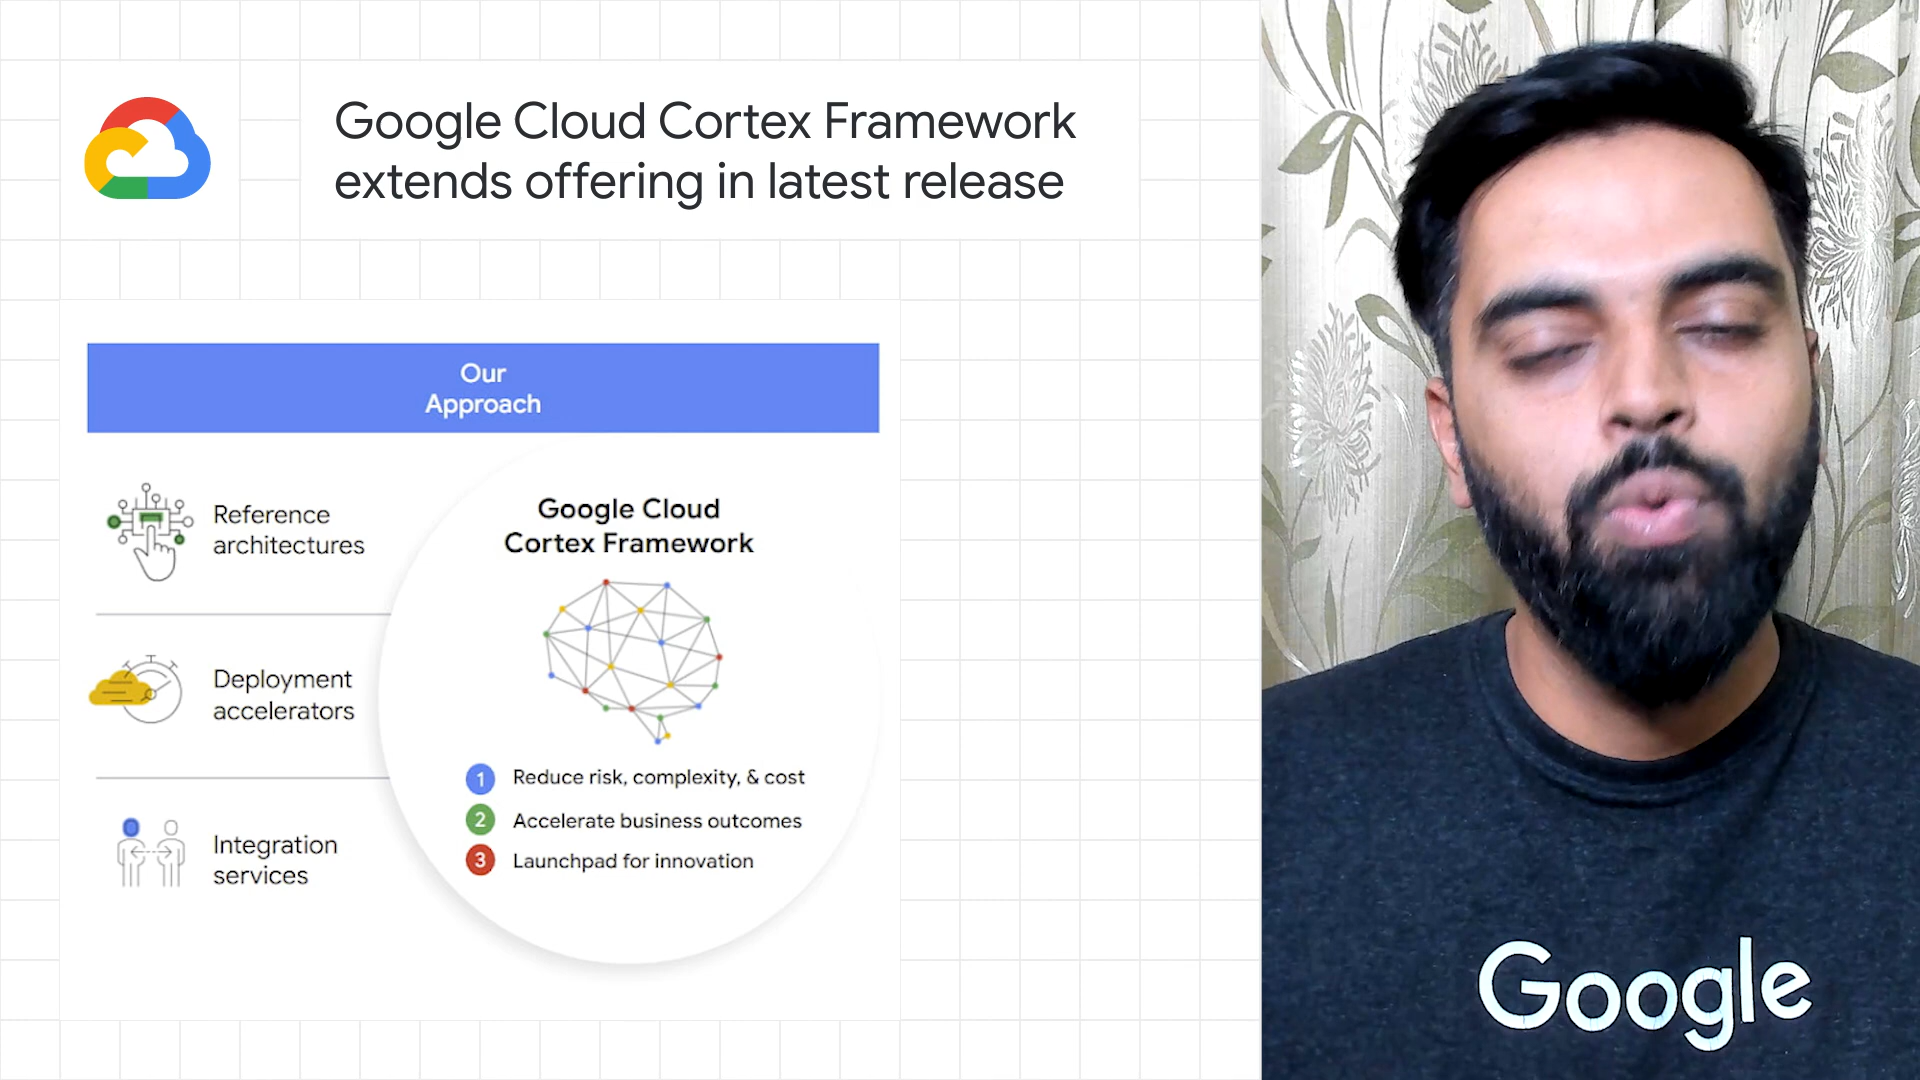 Google Cloud Cortex Framework
extends offering in latest release
Our
Approach
Reference
architectures
Deployment
accelerators
Integration
services
Google Cloud
Cortex Framework
1 Reduce risk, complexity, & cost
2 Accelerate business outcomes
3 Launchpad for innovation
Google